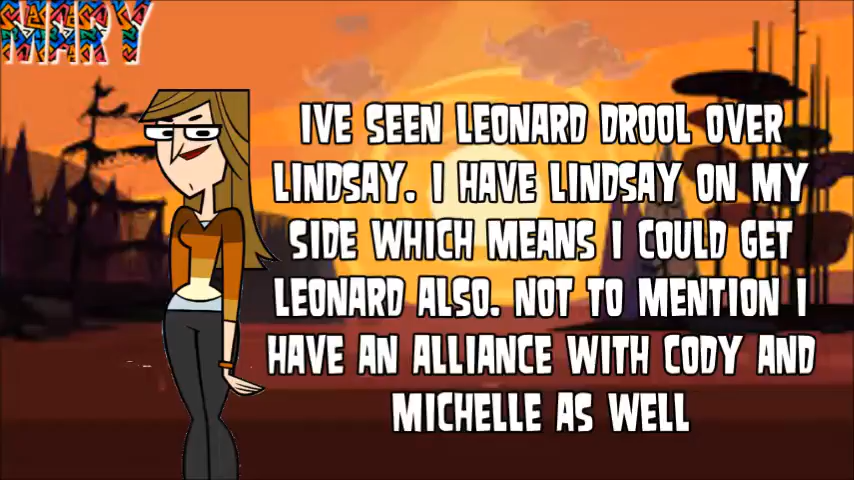 MARY
IVE SEEN LEONARD DROOL OVER
LINDSAY. I HAVE LINDSAY ON MY
SIDE WHICH MEANS I COULD GET
LEONARD ALSO. NOT TO MENTION I
HAVE AN ALLIANCE WITH CODY AND
MICHELLE AS WELL